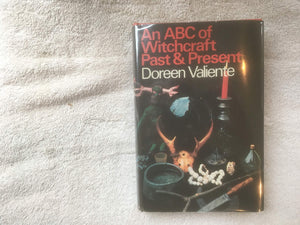 An ABC of
Witchcraft
Past & Present
Doreen Valiente